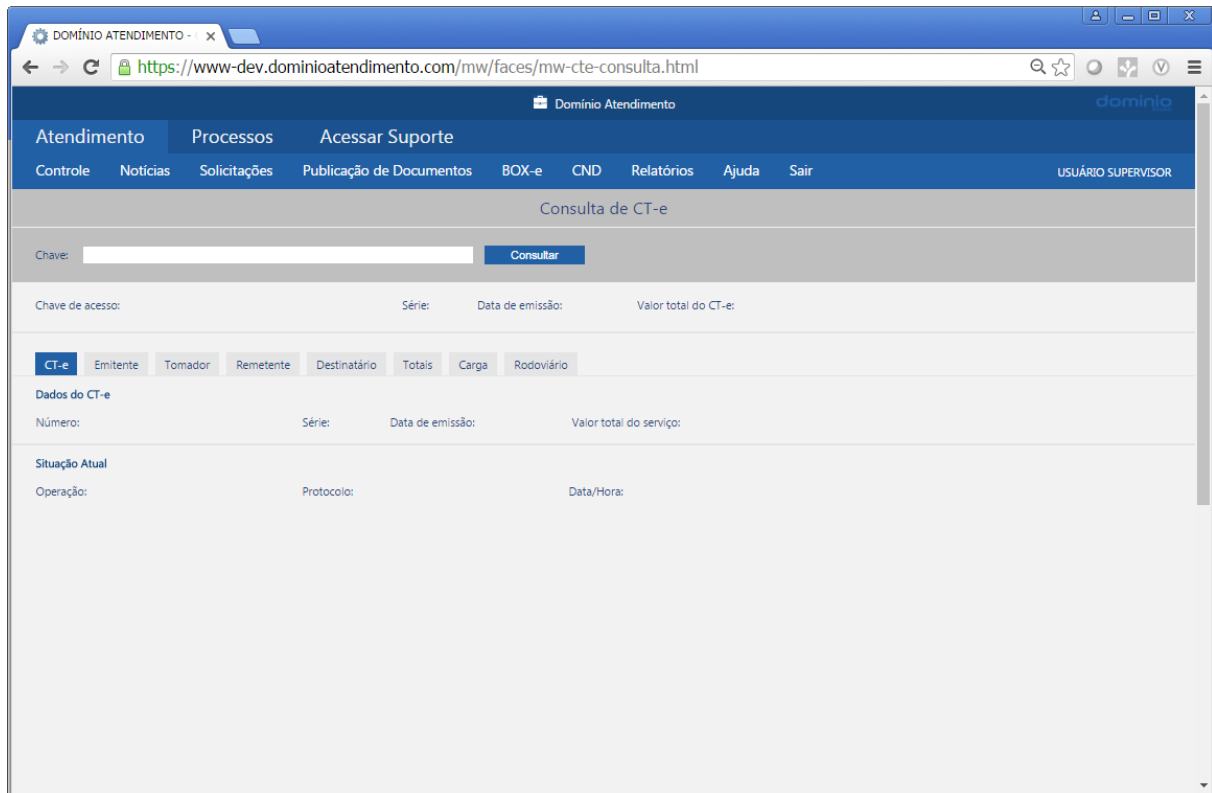 DOMÍNIO ATENDIMENTO -
https://www-dev.dominioatendimento.com/mw/faces/mw-cte-consulta.html
Domínio Atendimento
domínio
Atendimento Processos Acessar Suporte
Controle Notícias Solicitações Publicação de Documentos BOX-e CND Relatórios Ajuda Sair USUÁRIO SUPERVISOR
Consulta de CT-e
Chave: Consultar
Chave de acesso: Série: Data de emissão: Valor total do CT-e:
CT-e Emitente Tomador Remetente Destinatário Totais Carga Rodoviário
Dados do CT-e
Número: Série: Data de emissão: Valor total do serviço:
Situação Atual
Operação: Protocolo: Data/Hora: